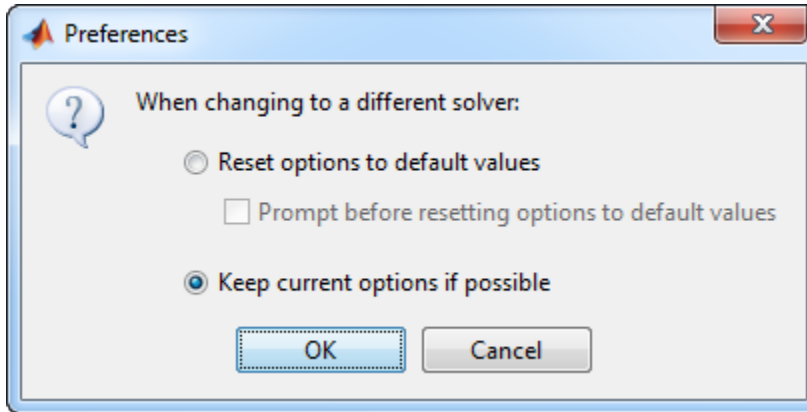 Preferences
When changing to a different solver:
Reset options to default values
Prompt before resetting options to default values
Keep current options if possible
OK
Cancel